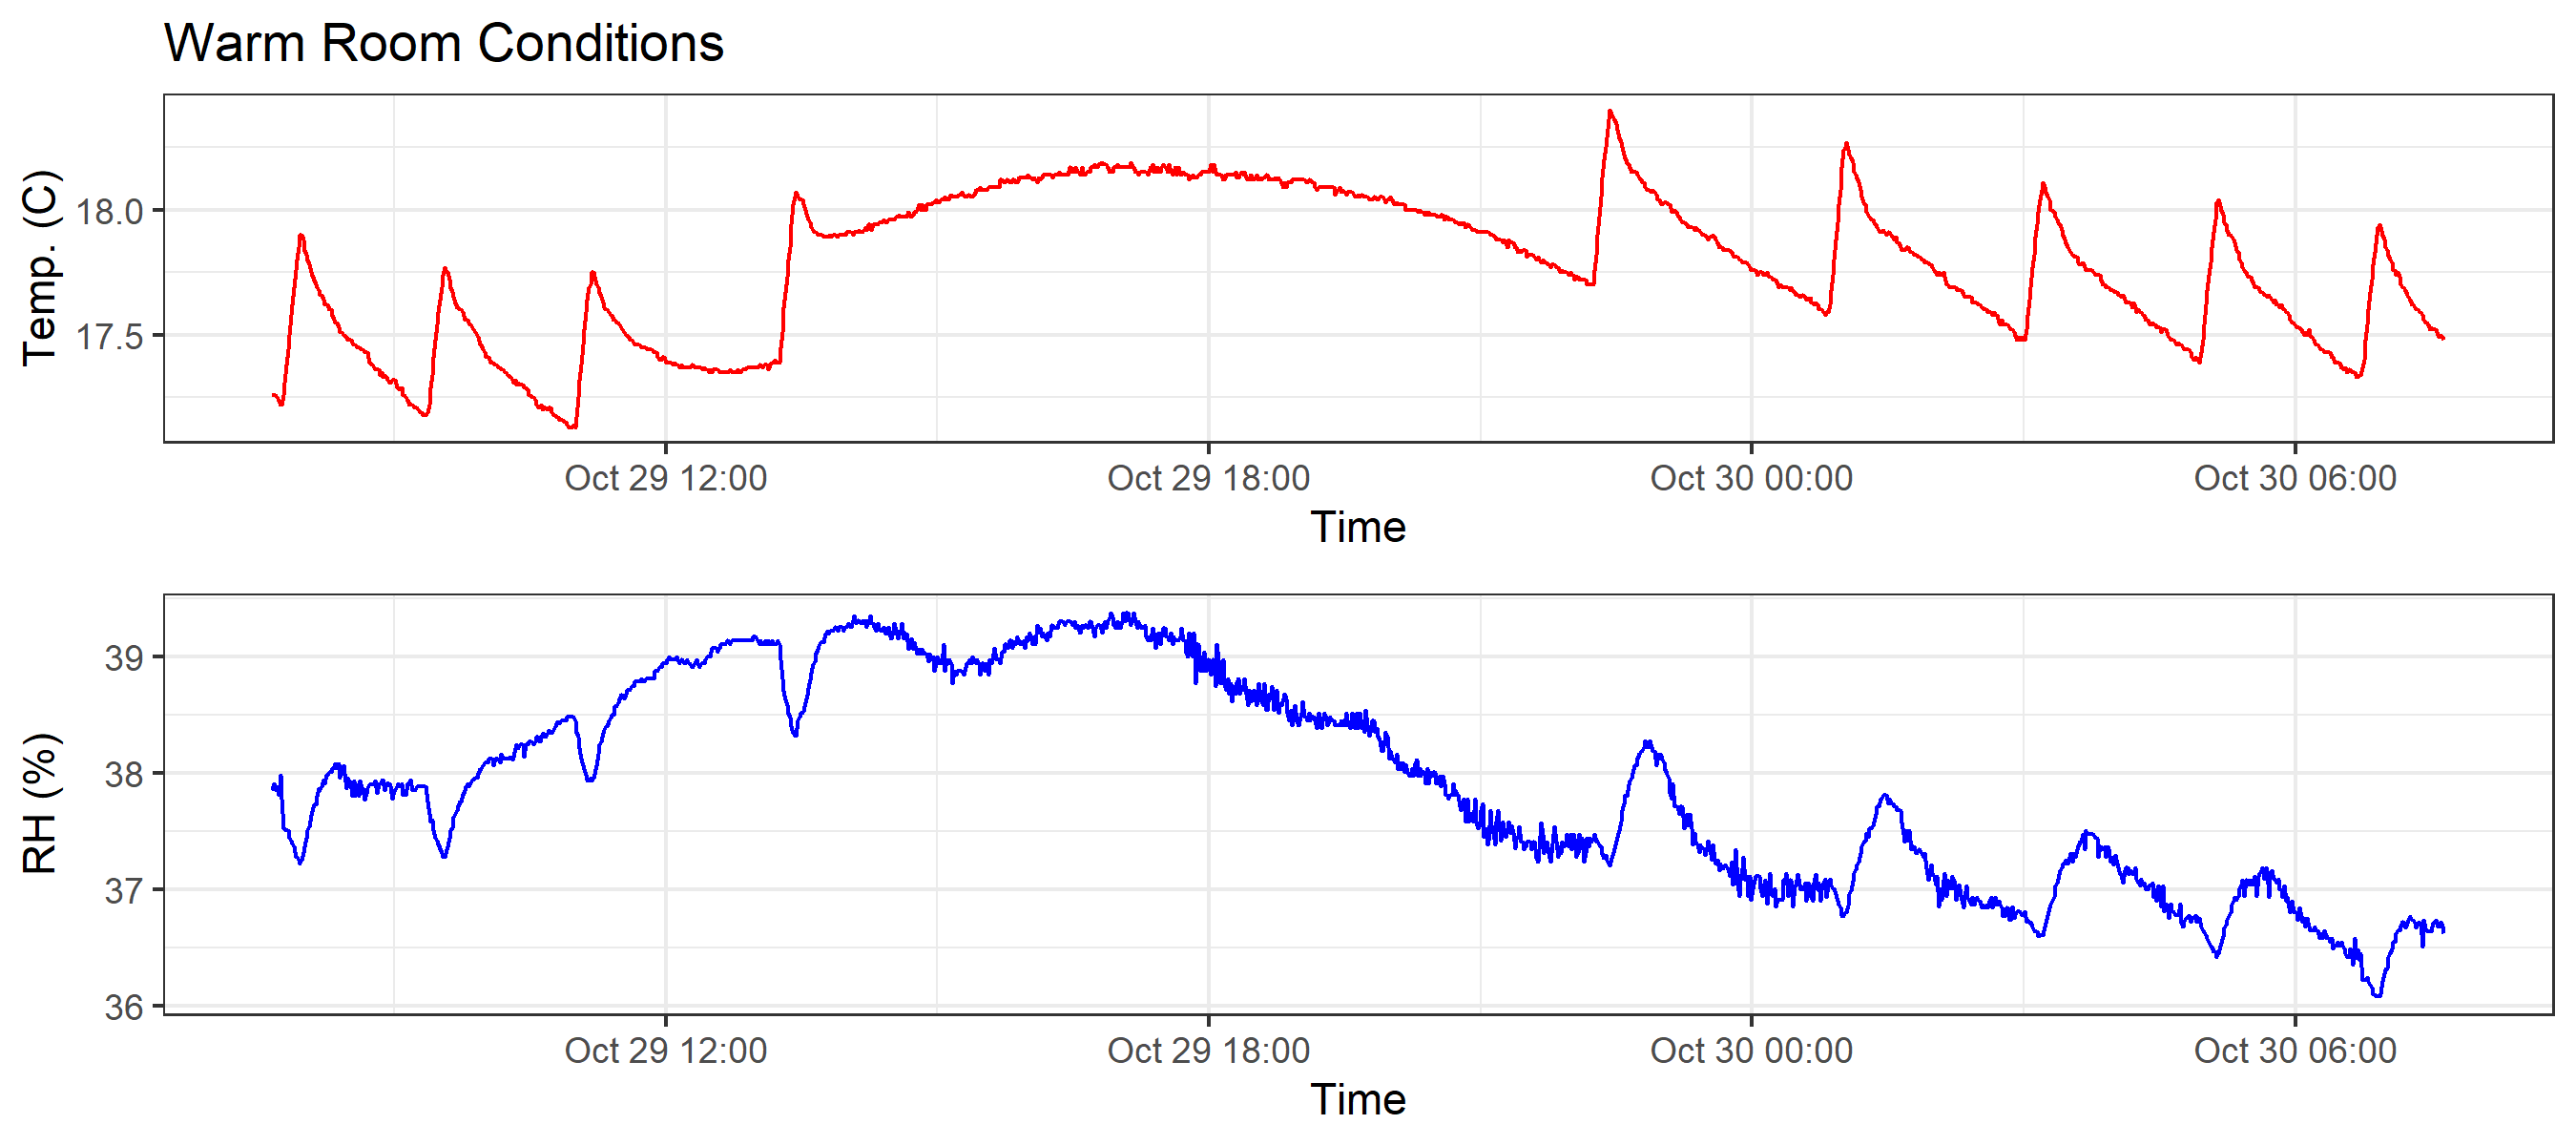 Warm Room Conditions
Temp. (C)
18.0
17.5
Oct 29 12:00 Oct 29 18:00 Oct 30 00:00 Oct 30 06:00
Time
RH (%)
39
38
37
36
Oct 29 12:00 Oct 29 18:00 Oct 30 00:00 Oct 30 06:00
Time